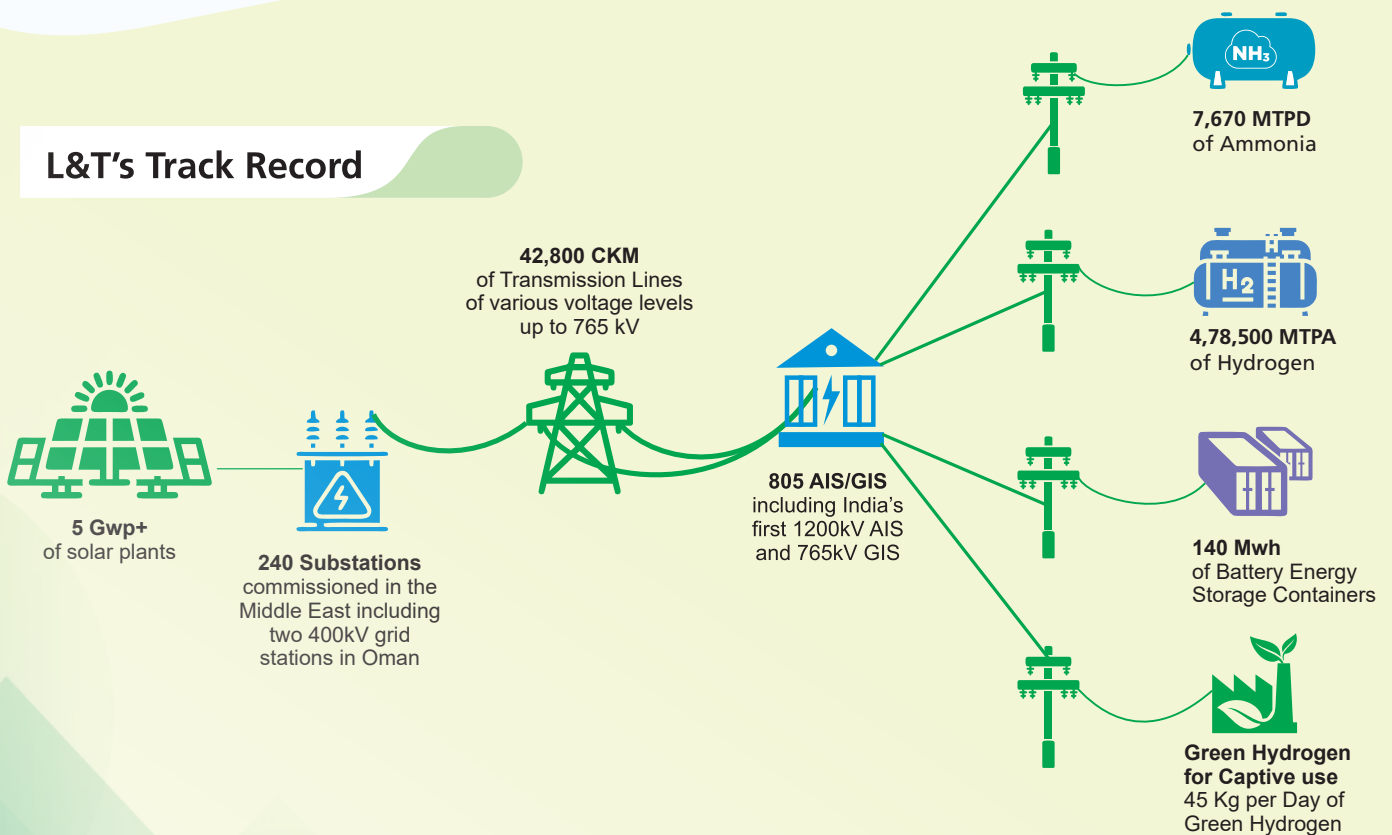 L&T's Track Record
5 Gwp+
of solar plants
240 Substations
commissioned in the
Middle East including
two 400kV grid
stations in Oman
42,800 CKM
of Transmission Lines
of various voltage levels
up to 765 kV
805 AIS/GIS
including India's
first 1200kV AIS
and 765kV GIS
NH₃
7,670 MTPD
of Ammonia
H₂
4,78,500 MTPA
of Hydrogen
140 Mwh
of Battery Energy
Storage Containers
Green Hydrogen
for Captive use
45 Kg per Day of
Green Hydrogen